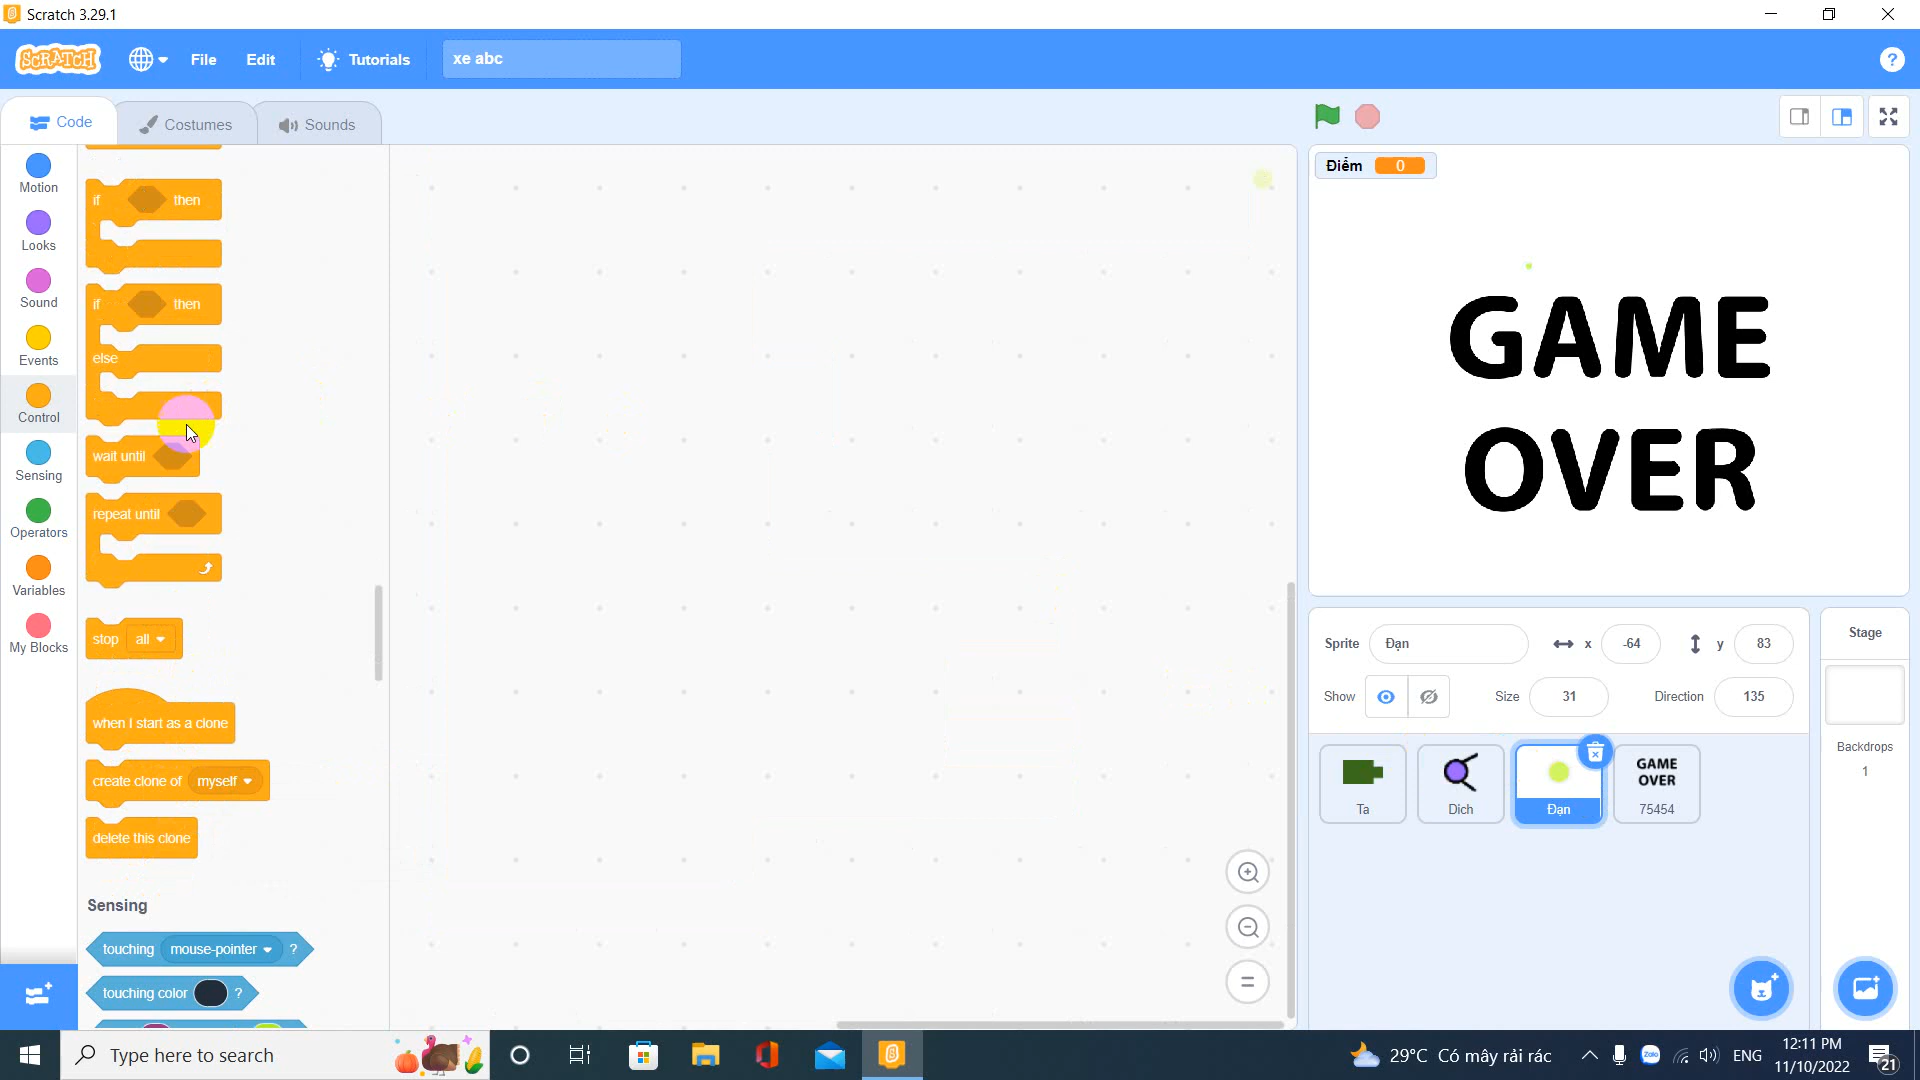 Scratch 3.29.1
SCRATCH
File
Edit
Tutorials
xe abc
?
Code
Costumes
Sounds
Motion
Looks
Sound
Events
Control
Sensing
Operators
Variables
My Blocks
if then
if then
else
wait until
repeat until
stop all
when I start as a clone
create clone of myself
delete this clone
Sensing
touching mouse-pointer ?
touching color ?
Điểm 0
GAME
OVER
Sprite Đạn x -64 y 83
Show Size 31 Direction 135
Ta
Dich
Đạn
GAME
OVER
75454
Stage
Backdrops
1
Type here to search
29°C Có mây rải rác
Zalo
ENG
12:11 PM
11/10/2022
21